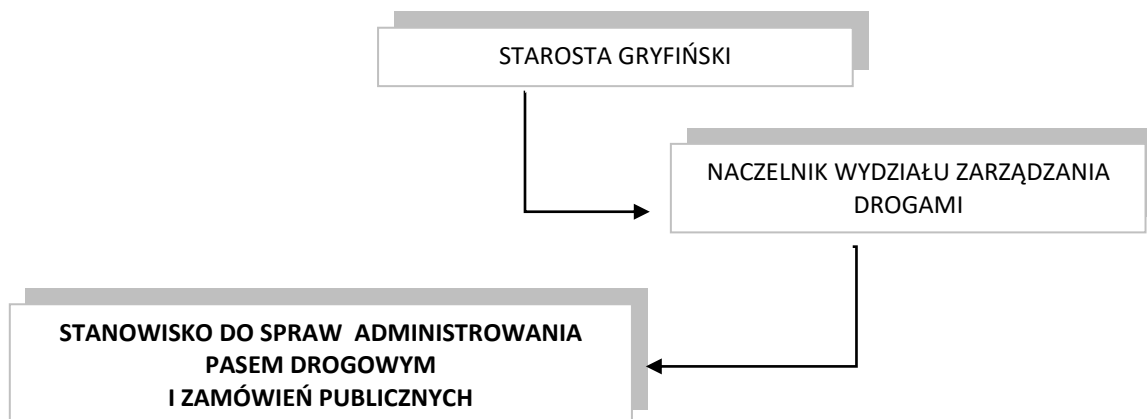 STAROSTA GRYFIŃSKI
NACZELNIK WYDZIAŁU ZARZĄDZANIA
DROGAMI
STANOWISKO DO SPRAW ADMINISTROWANIA
PASEM DROGOWYM
I ZAMÓWIEŃ PUBLICZNYCH